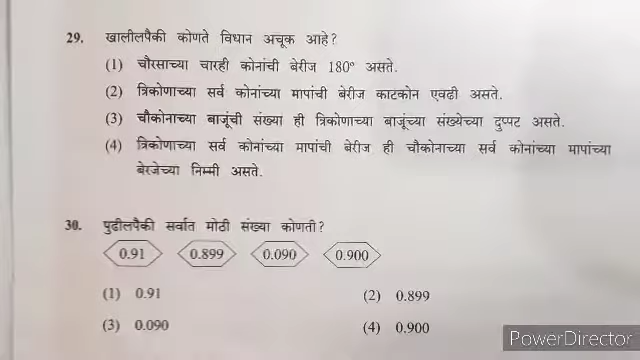 29. खालीलपैकी कोणते विधान अचूक आहे?
(1) चौरसाच्या चारही कोनांची बेरीज 180° असते.
(2) त्रिकोणाच्या सर्व कोनांच्या मापांची बेरीज काटकोन एवढी असते.
(3) चौकोनाच्या बाजूंची संख्या ही त्रिकोणाच्या बाजूंच्या संख्येच्या दुप्पट असते.
(4) त्रिकोणाच्या सर्व कोनांच्या मापांची बेरीज ही चौकोनाच्या सर्व कोनांच्या मापांच्या
बेरजेच्या निम्मी असते.
30. पुढीलपैकी सर्वात मोठी संख्या कोणती?
0.91 0.899 0.090 0.900
(1) 0.91 (2) 0.899
(3) 0.090 (4) 0.900
PowerDirector